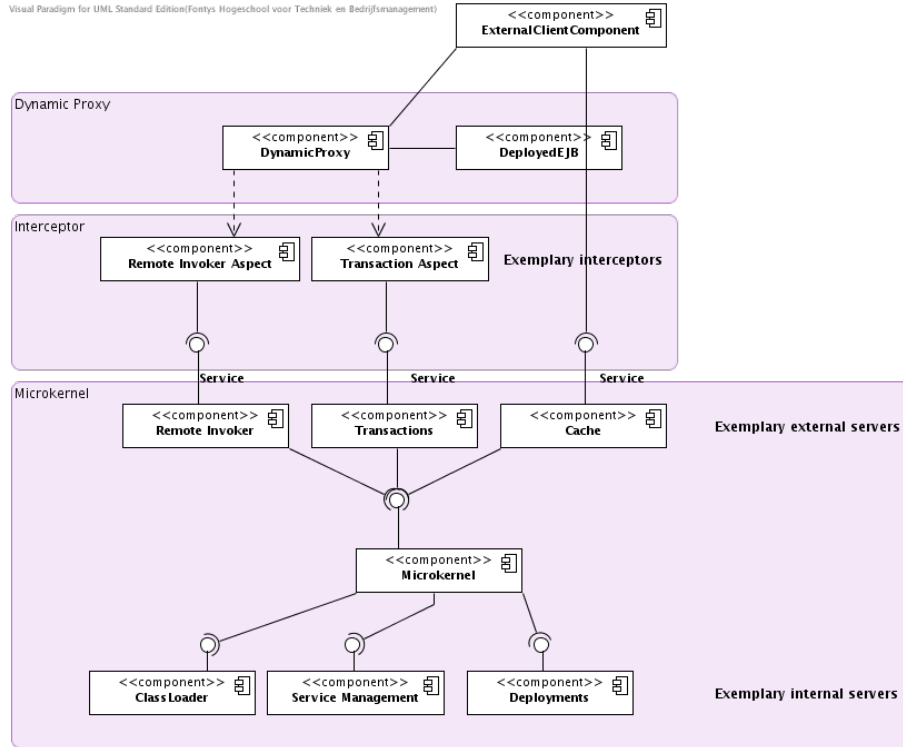 Visual Paradigm for UML Standard Edition(Fontys Hogeschool voor Techniek en Bedrijfsmanagement)
<<component>>
ExternalClientComponent
Dynamic Proxy
<<component>>
DynamicProxy
<<component>>
DeployedEJB
Interceptor
<<component>>
Remote Invoker Aspect
<<component>>
Transaction Aspect
Exemplary interceptors
Service
Service
Service
Microkernel
<<component>>
Remote Invoker
<<component>>
Transactions
<<component>>
Cache
Exemplary external servers
<<component>>
Microkernel
<<component>>
ClassLoader
<<component>>
Service Management
<<component>>
Deployments
Exemplary internal servers